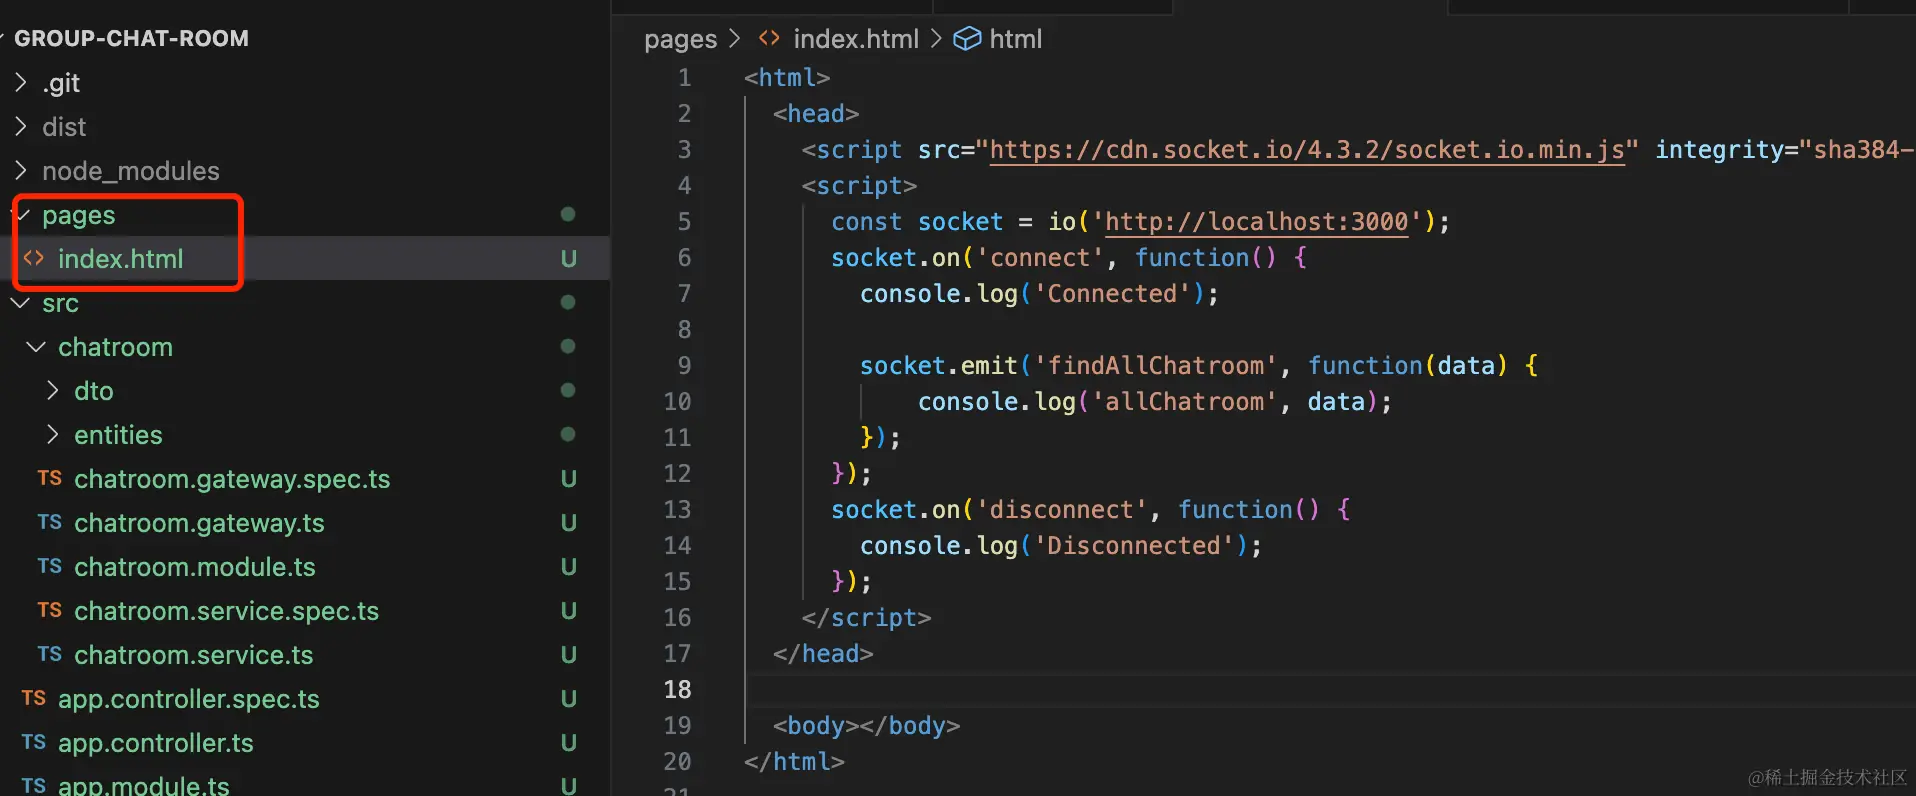 GROUP-CHAT-ROOM
.git
dist
node_modules
pages
<> index.html U
src
chatroom
dto
entities
TS chatroom.gateway.spec.ts U
TS chatroom.gateway.ts U
TS chatroom.module.ts U
TS chatroom.service.spec.ts U
TS chatroom.service.ts U
TS app.controller.spec.ts U
TS app.controller.ts U
TS app.module.ts U
pages > <> index.html > html
1 <html>
2 <head>
3 <script src="https://cdn.socket.io/4.3.2/socket.io.min.js" integrity="sha384-
4 <script>
5 const socket = io('http://localhost:3000');
6 socket.on('connect', function() {
7 console.log('Connected');
8
9 socket.emit('findAllChatroom', function(data) {
10 console.log('allChatroom', data);
11 });
12 });
13 socket.on('disconnect', function() {
14 console.log('Disconnected');
15 });
16 </script>
17 </head>
18
19 <body></body>
20 </html>
21
@稀土掘金技术社区